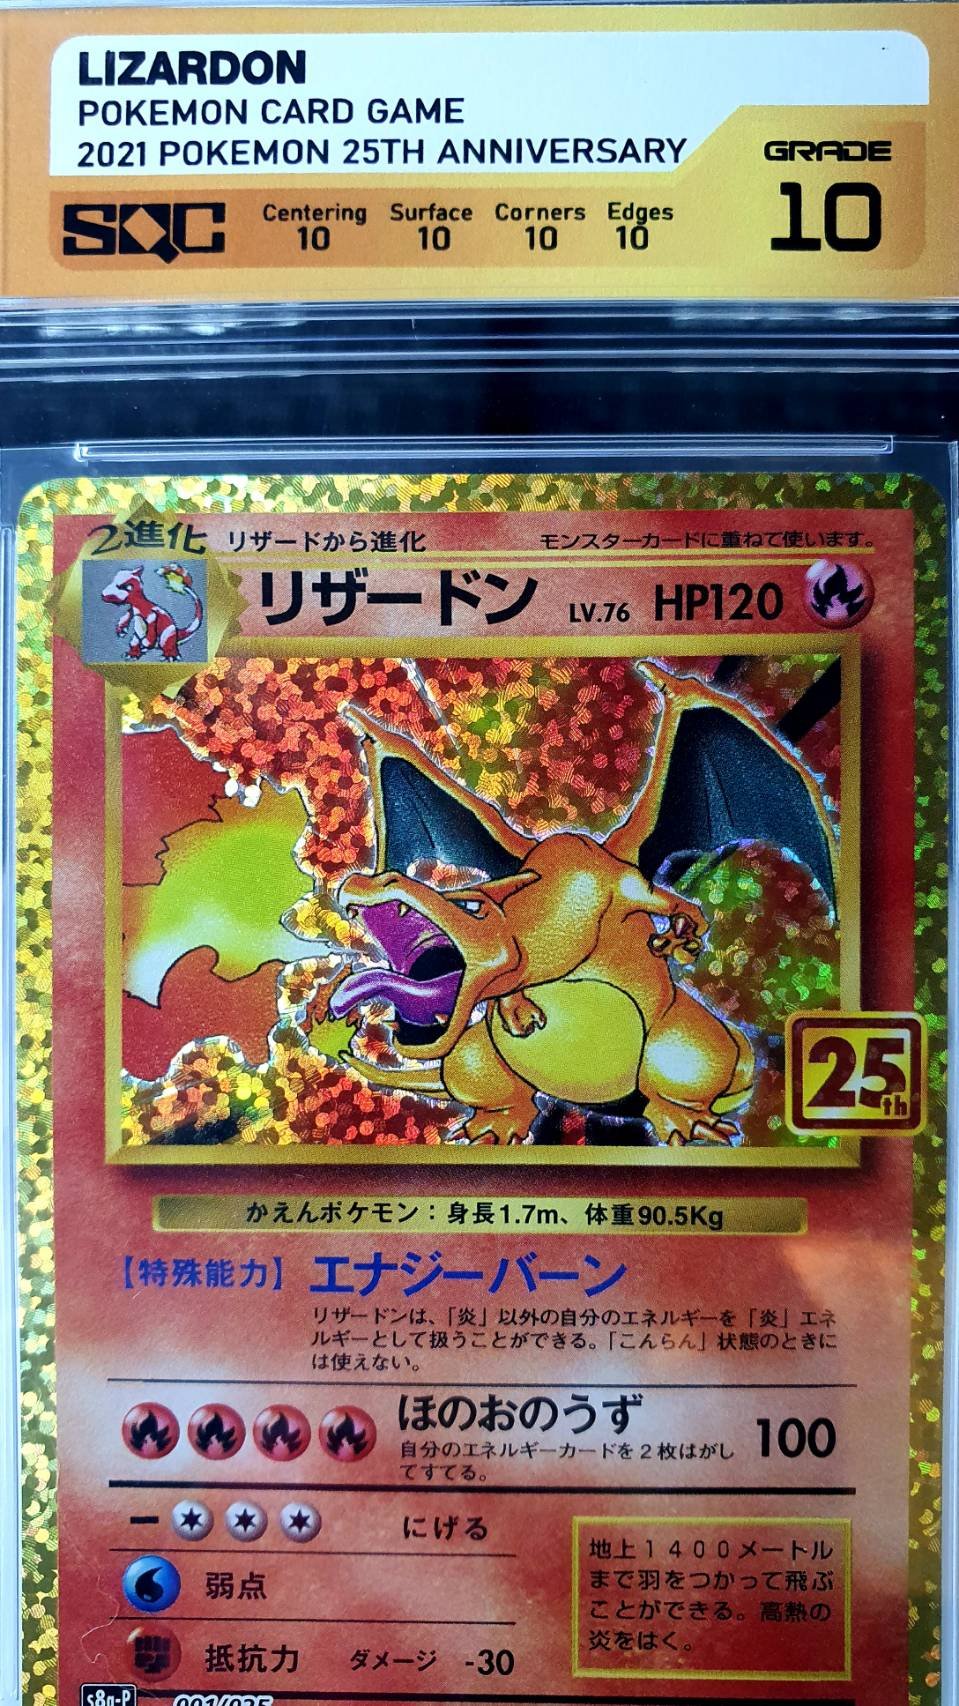 LIZARDON
POKEMON CARD GAME
2021 POKEMON 25TH ANNIVERSARY
GRADE
10
SQC
Centering Surface Corners Edges
10 10 10 10
2進化 リザードから進化 モンスターカードに重ねて使います。
リザードン LV.76 HP120
25th
かえんポケモン：身長1.7m、体重90.5Kg
【特殊能力】エナジーバーン
リザードンは、「炎」以外の自分のエネルギーを「炎」エネ
ルギーとして扱うことができる。「こんらん」状態のときに
は使えない。
ほのおのうず 100
自分のエネルギーカードを２枚はがし
てすてる。
にげる
弱点
抵抗力 ダメージ -30
地上１４００メートル
まで羽をつかって飛ぶ
ことができる。高熱の
炎をはく。
s8a-P 001/025